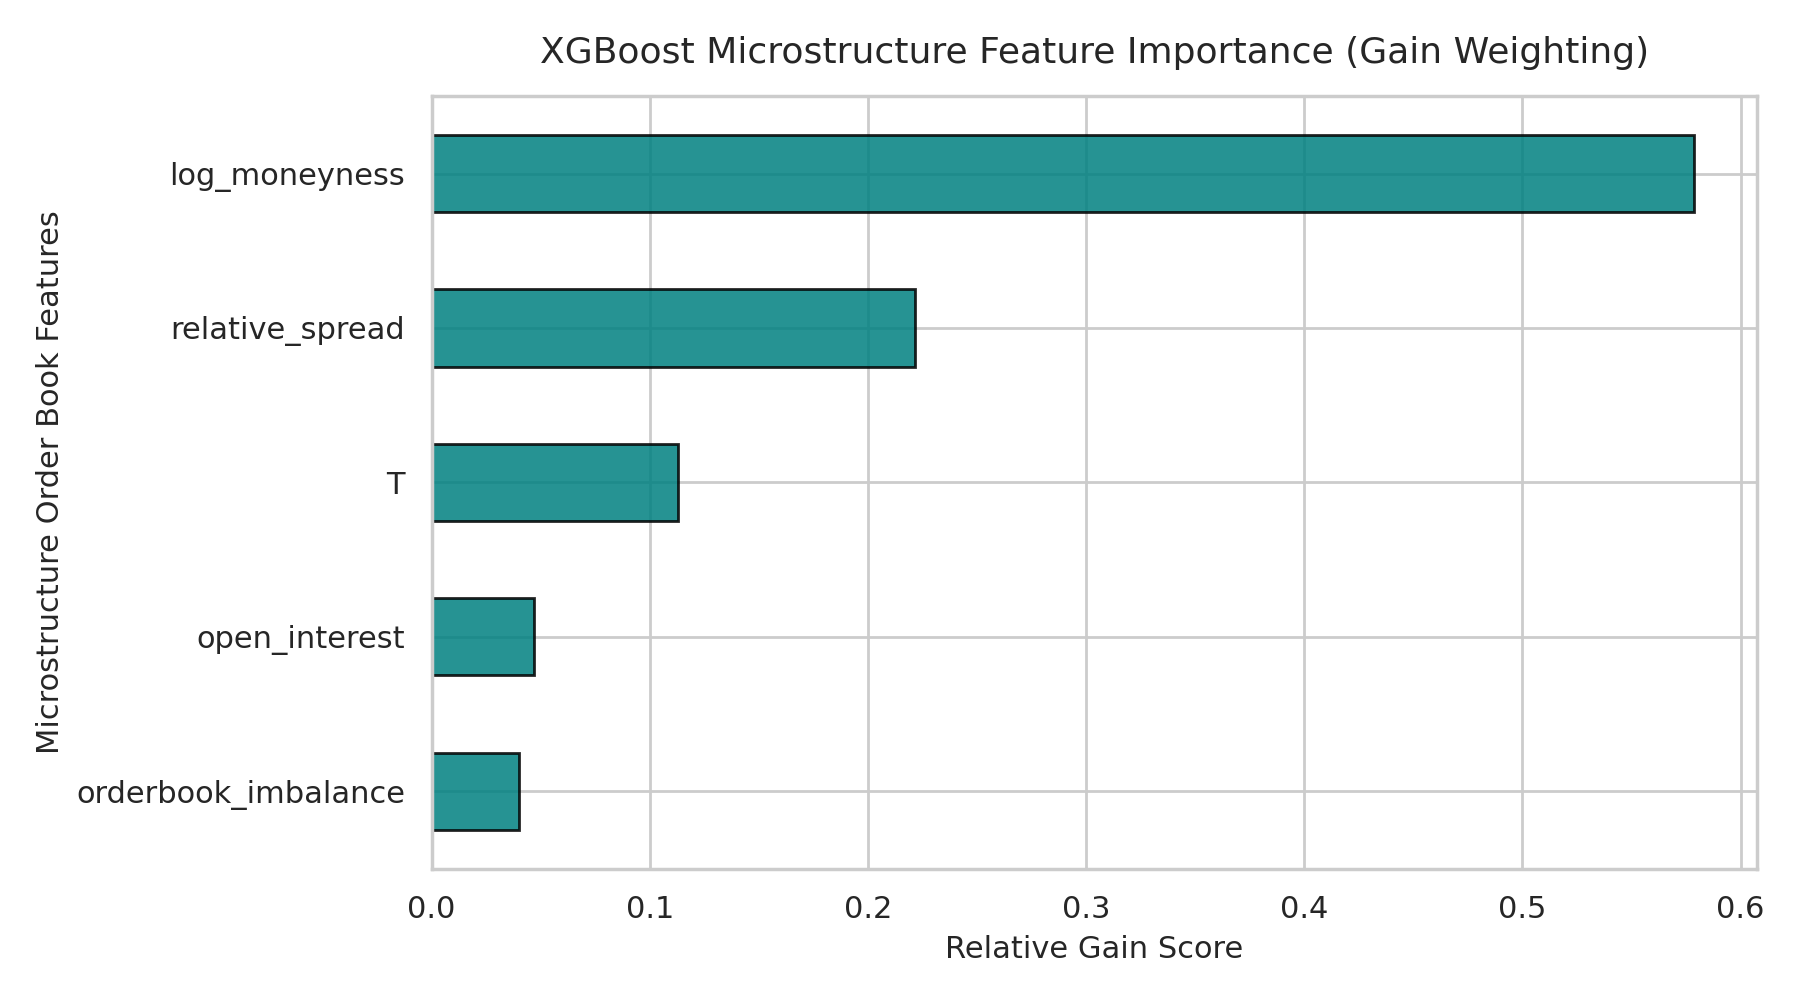 XGBoost Microstructure Feature Importance (Gain Weighting)
Microstructure Order Book Features
log_moneyness
relative_spread
T
open_interest
orderbook_imbalance
0.0 0.1 0.2 0.3 0.4 0.5 0.6
Relative Gain Score